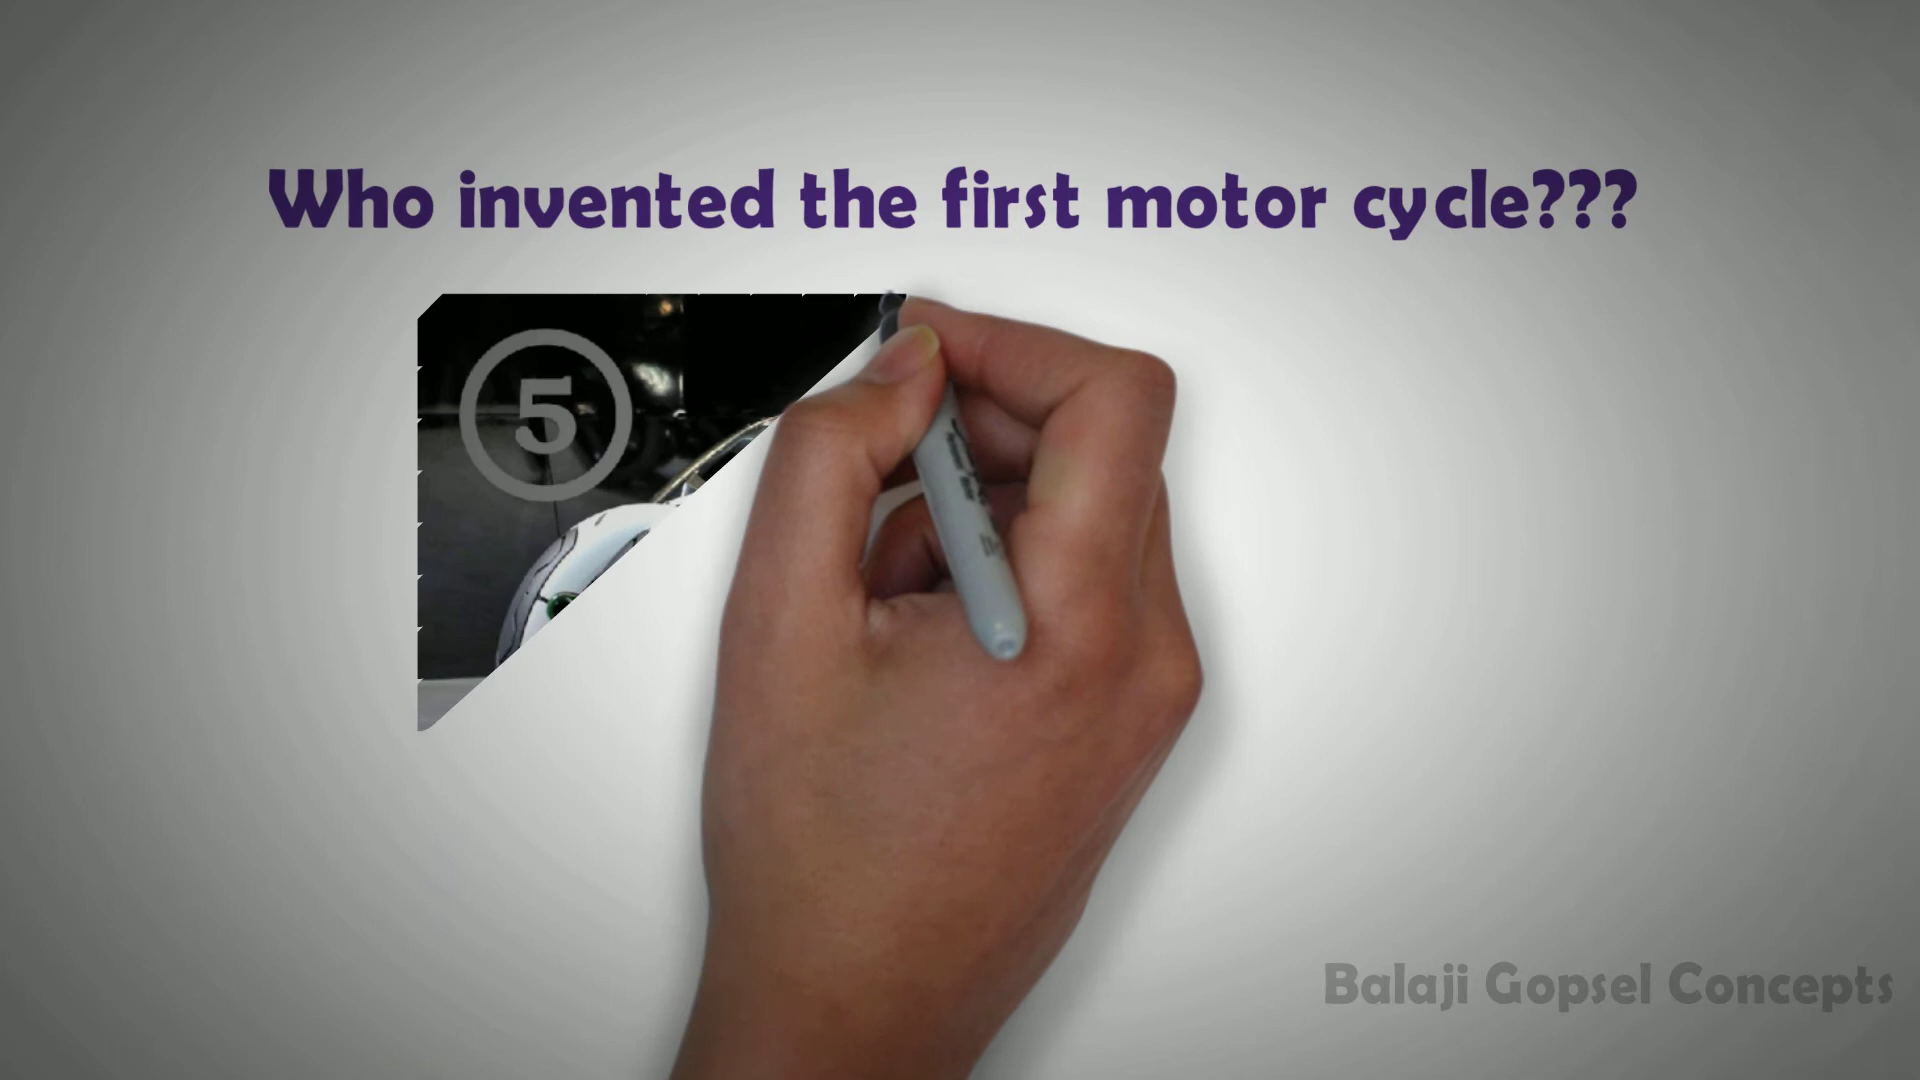 Who invented the first motor cycle???
5
Balaji Gopsel Concepts